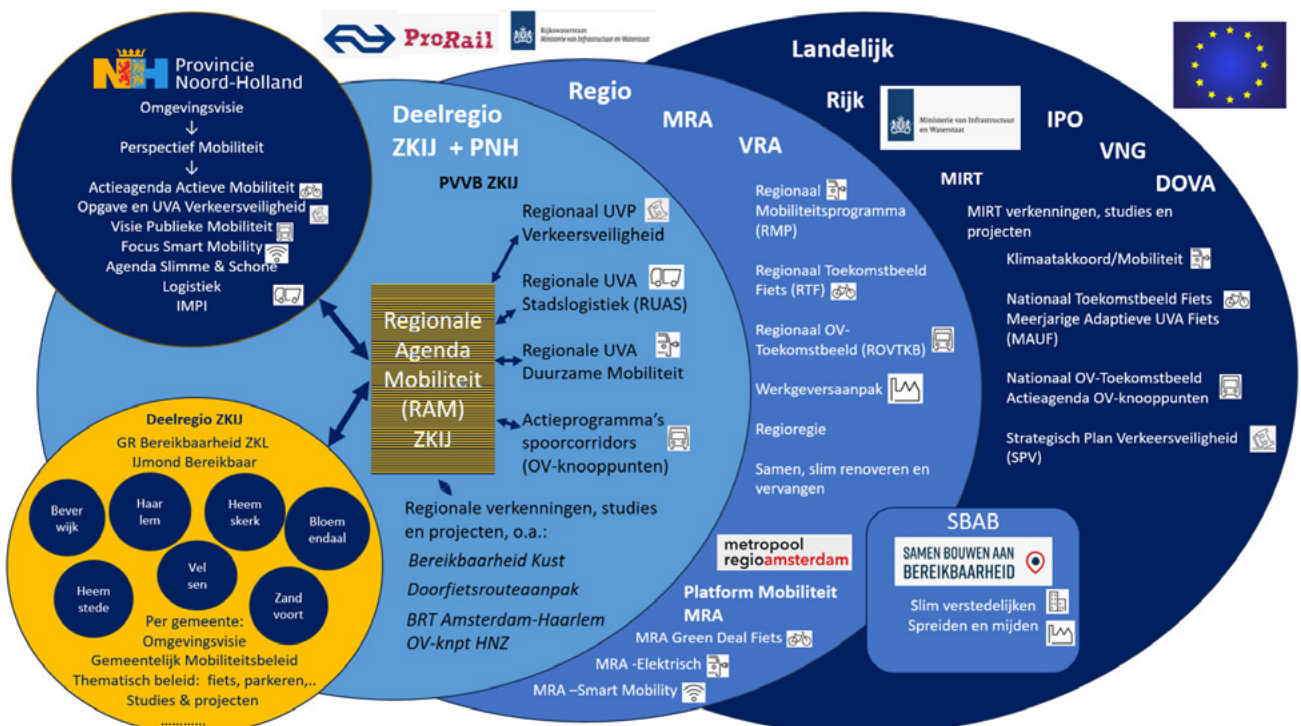 Provincie
Noord-Holland
Omgevingsvisie
↓
Perspectief Mobiliteit
↓
Actieagenda Actieve Mobiliteit
Opgave en UVA Verkeersveiligheid
Visie Publieke Mobiliteit
Focus Smart Mobility
Agenda Slimme & Schone
Logistiek
IMPI
ProRail
Rijkswaterstaat
Ministerie van Infrastructuur en Waterstaat
Deelregio
ZKIJ + PNH
PVVB ZKIJ
Regionaal UVP
Verkeersveiligheid
Regionale UVA
Stadslogistiek (RUAS)
Regionale UVA
Duurzame Mobiliteit
Actieprogramma's
spoorcorridors
(OV-knooppunten)
Regionale
Agenda
Mobiliteit
(RAM)
ZKIJ
Regionale verkenningen, studies
en projecten, o.a.:
Bereikbaarheid Kust
Doorfietsrouteaanpak
BRT Amsterdam-Haarlem
OV-knpt HNZ
Deelregio ZKIJ
GR Bereikbaarheid ZKL
IJmond Bereikbaar
Bever
wijk
Haar
lem
Heem
skerk
Bloem
endaal
Heem
stede
Vel
sen
Zand
voort
Per gemeente:
Omgevingsvisie
Gemeentelijk Mobiliteitsbeleid
Thematisch beleid: fiets, parkeren,..
Studies & projecten
............
Regio
MRA
VRA
Regionaal
Mobiliteitsprogramma
(RMP)
Regionaal Toekomstbeeld
Fiets (RTF)
Regionaal OV-
Toekomstbeeld (ROVTKB)
Werkgeversaanpak
Regioregie
Samen, slim renoveren en
vervangen
metropool
regioamsterdam
Platform Mobiliteit
MRA
MRA Green Deal Fiets
MRA -Elektrisch
MRA –Smart Mobility
Landelijk
Rijk
Ministerie van Infrastructuur
en Waterstaat
IPO
VNG
DOVA
MIRT
MIRT verkenningen, studies en
projecten
Klimaatakkoord/Mobiliteit
Nationaal Toekomstbeeld Fiets
Meerjarige Adaptieve UVA Fiets
(MAUF)
Nationaal OV-Toekomstbeeld
Actieagenda OV-knooppunten
Strategisch Plan Verkeersveiligheid
(SPV)
SBAB
SAMEN BOUWEN AAN
BEREIKBAARHEID
Slim verstedelijken
Spreiden en mijden